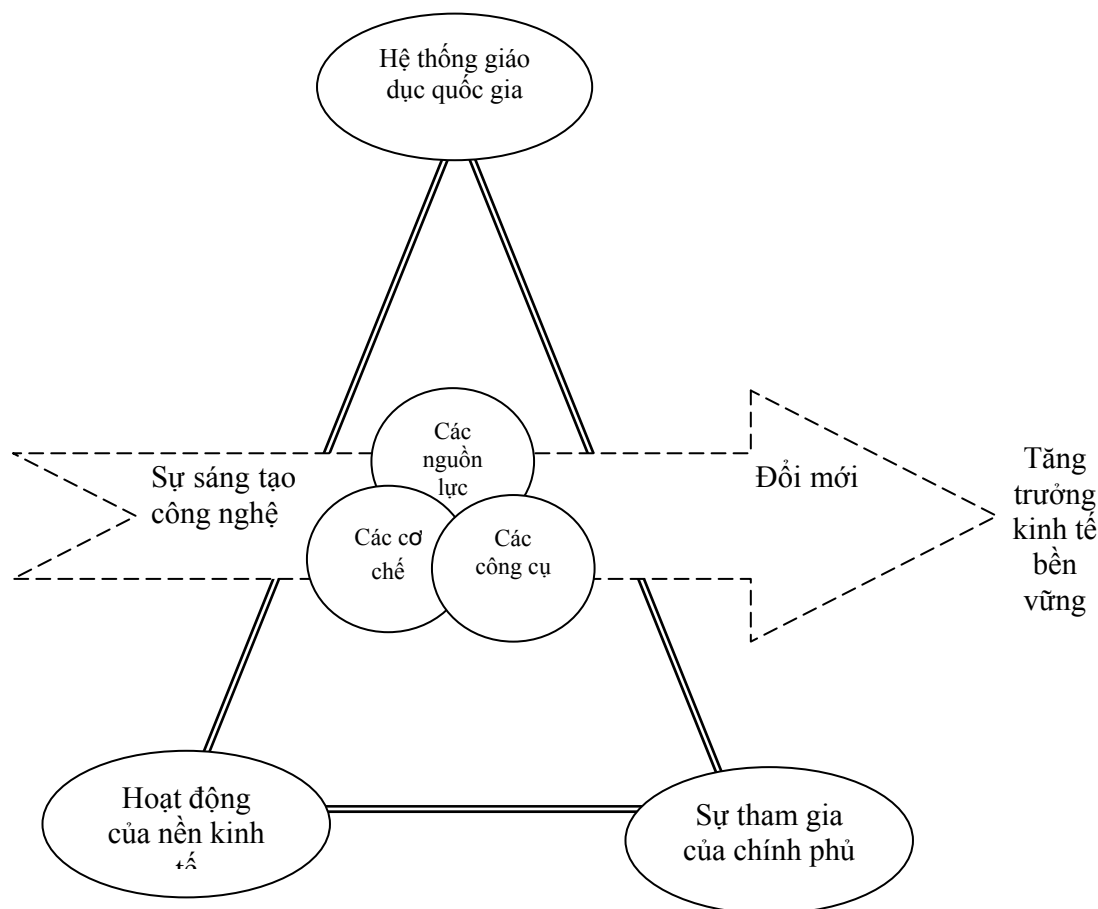 Hệ thống giáo
dục quốc gia
Các
nguồn
lực
Sự sáng tạo
công nghệ
Các cơ
chế
Các
công cụ
Đổi mới
Tăng
trưởng
kinh tế
bền
vững
Hoạt động
của nền kinh
tế
Sự tham gia
của chính phủ